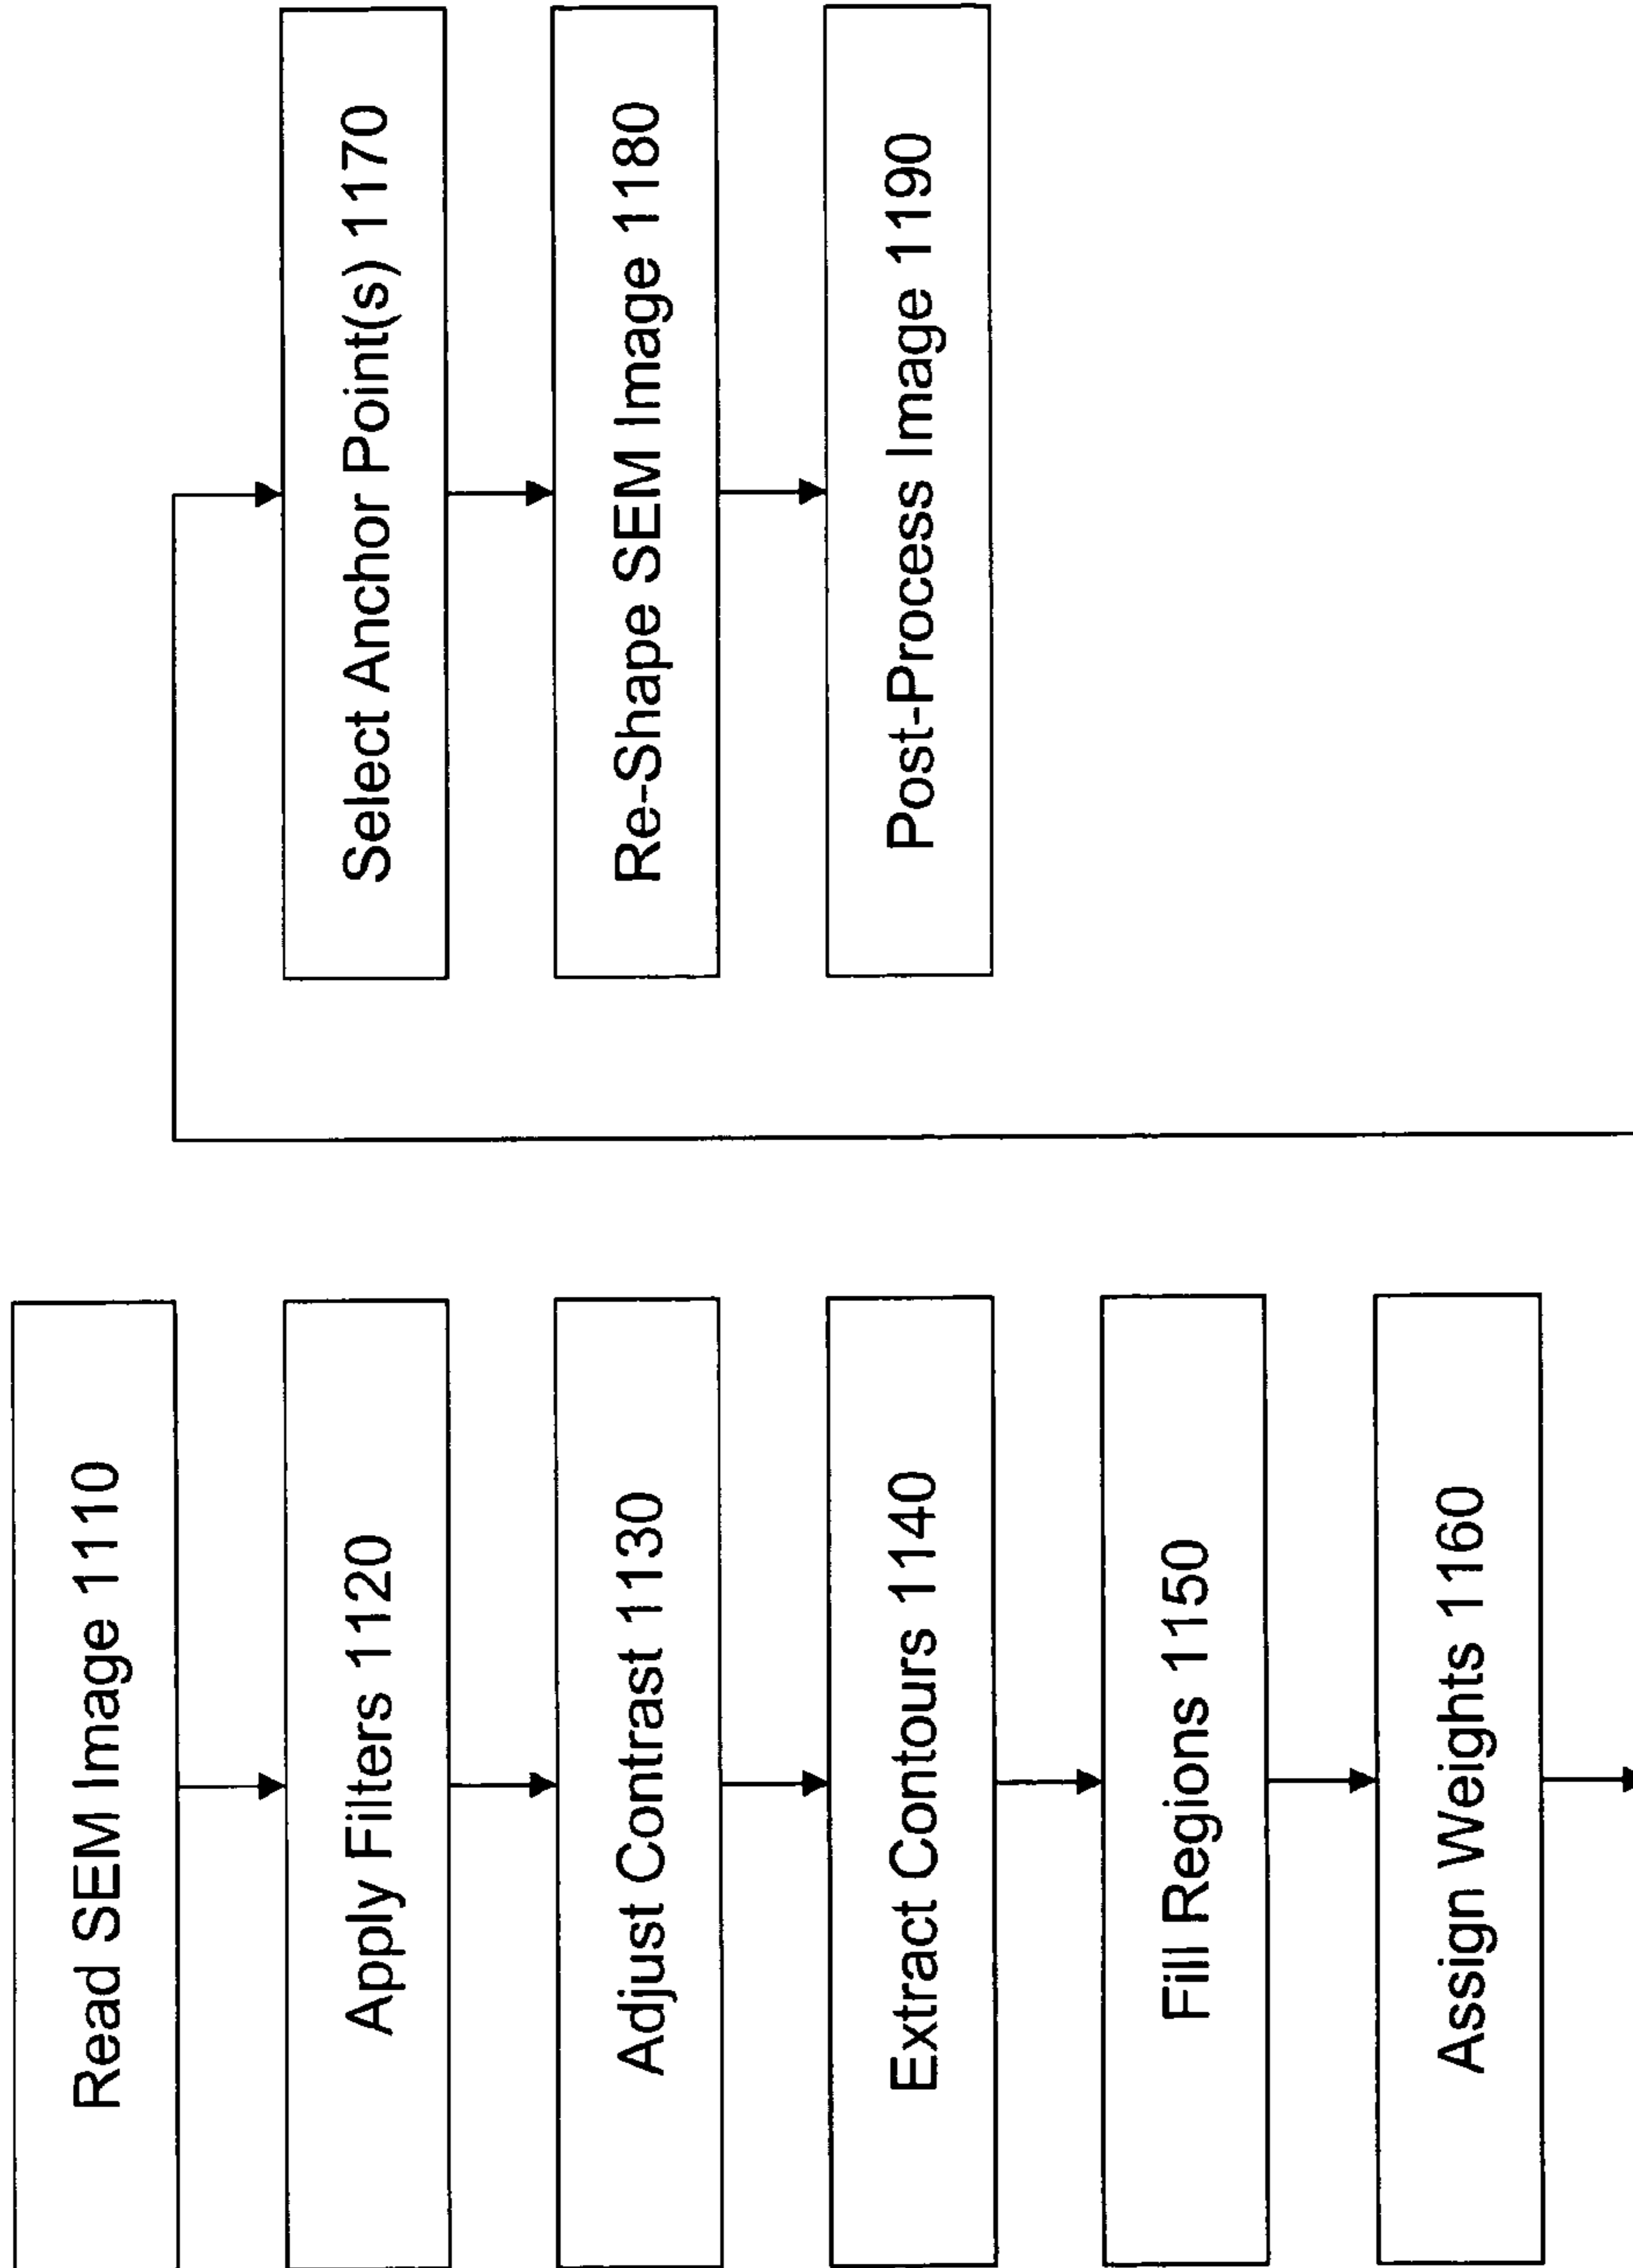 Read SEM Image 1110
Apply Filters 1120
Adjust Contrast 1130
Extract Contours 1140
Fill Regions 1150
Assign Weights 1160
Select Anchor Point(s) 1170
Re-Shape SEM Image 1180
Post-Process Image 1190